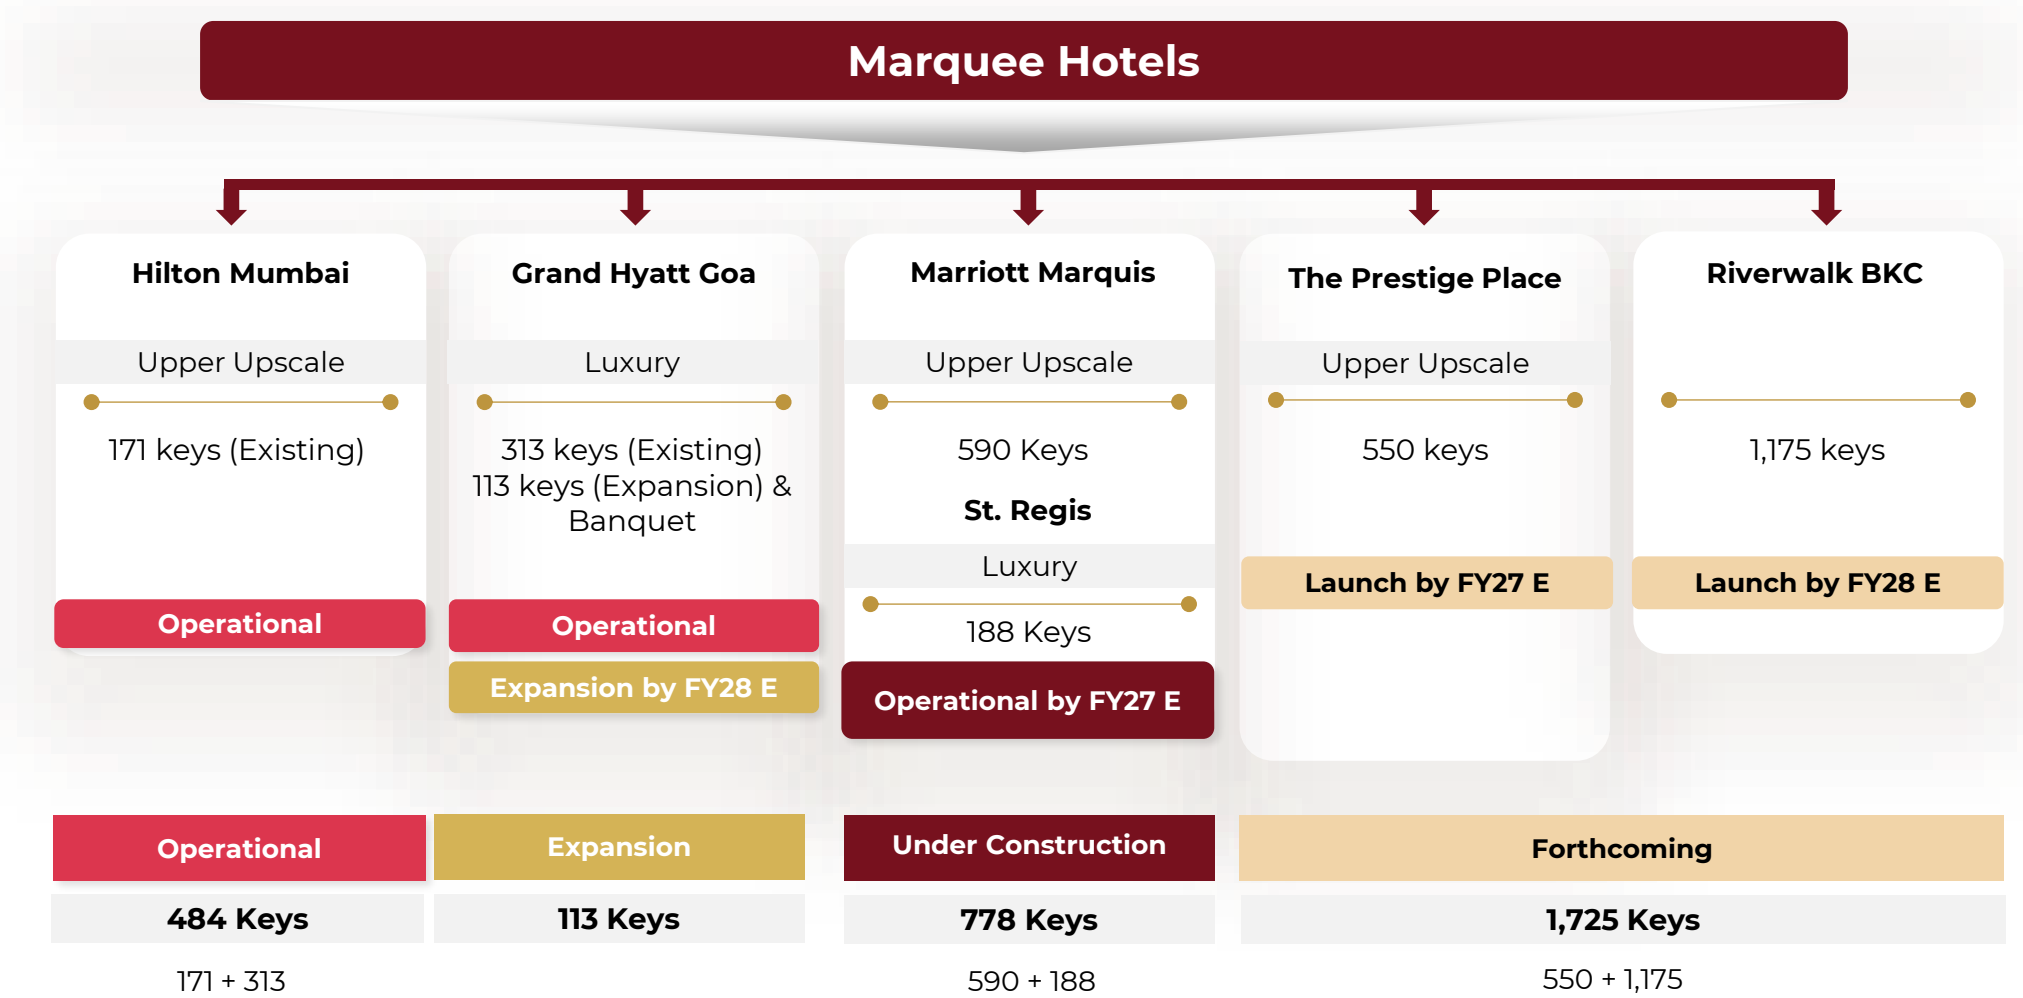 Marquee Hotels
Hilton Mumbai
Upper Upscale
171 keys (Existing)
Operational
Grand Hyatt Goa
Luxury
313 keys (Existing)
113 keys (Expansion) &
Banquet
Operational
Expansion by FY28 E
Marriott Marquis
Upper Upscale
590 Keys
St. Regis
Luxury
188 Keys
Operational by FY27 E
The Prestige Place
Upper Upscale
550 keys
Launch by FY27 E
Riverwalk BKC
1,175 keys
Launch by FY28 E
Operational
484 Keys
171 + 313
Expansion
113 Keys
Under Construction
778 Keys
590 + 188
Forthcoming
1,725 Keys
550 + 1,175